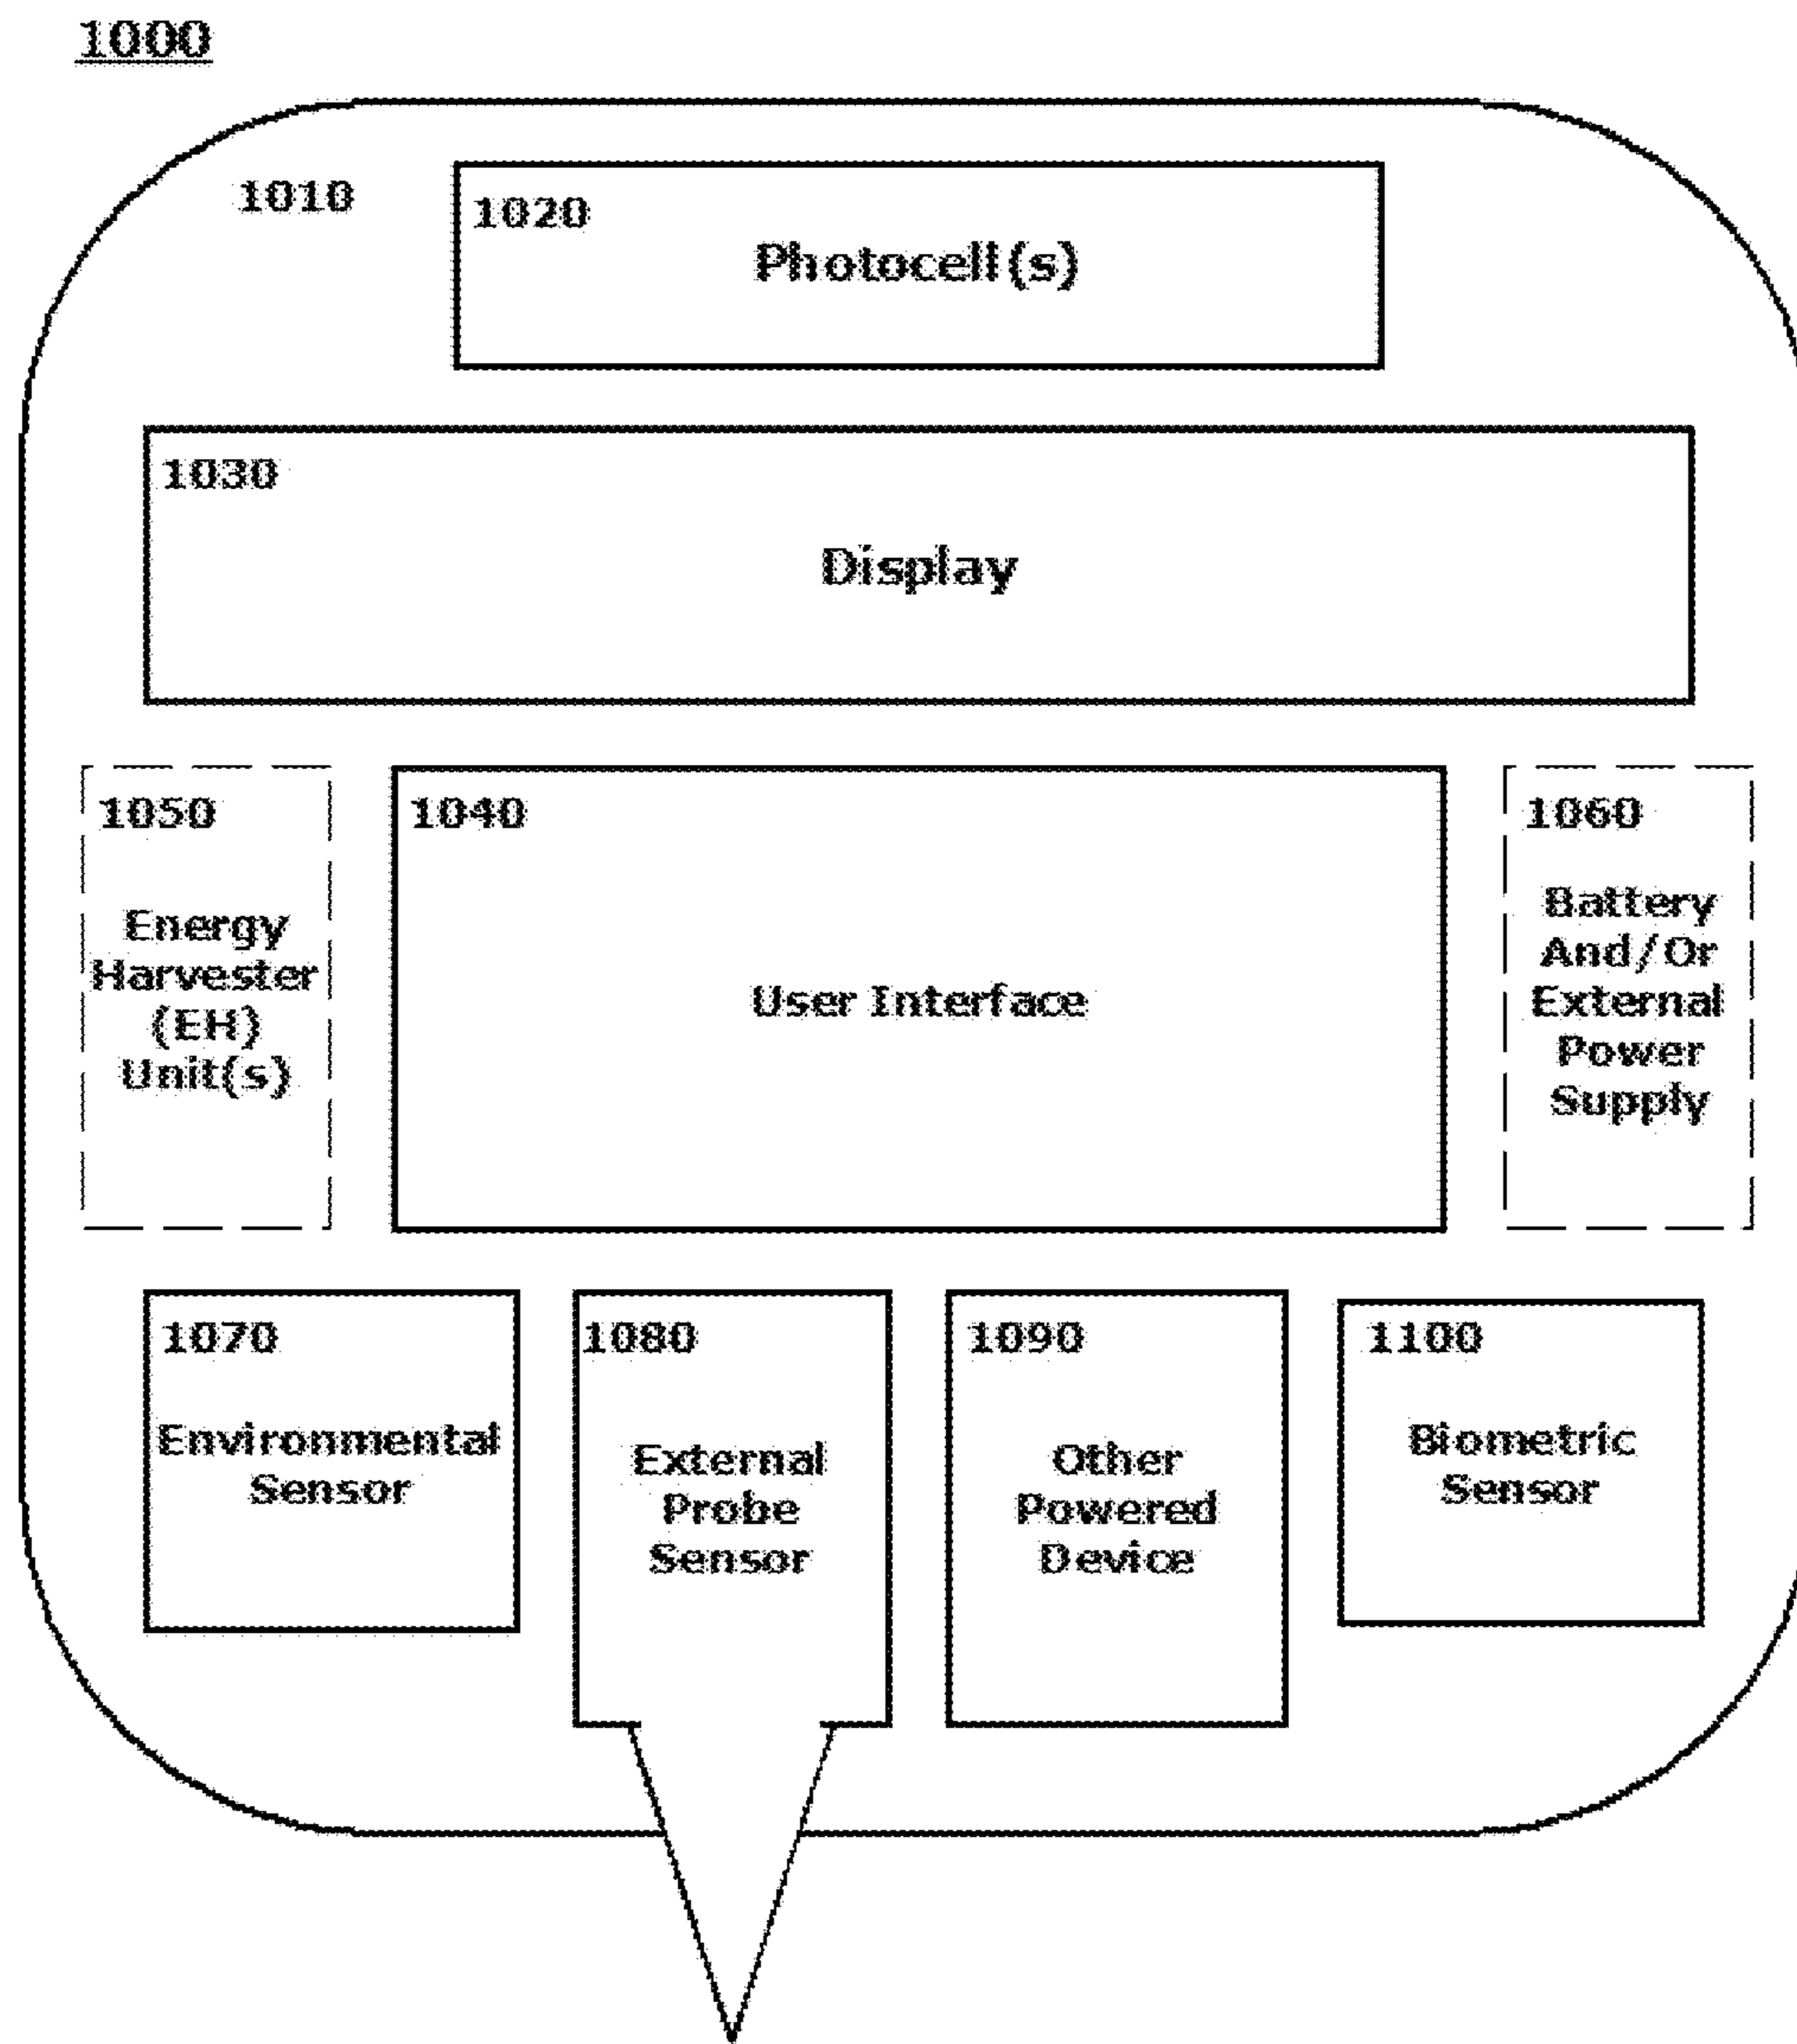 1000
1010
1020
Photocell(s)
1030
Display
1050
Energy
Harvester
(EH)
Unit(s)
1040
User Interface
1060
Battery
And/Or
External
Power
Supply
1070
Environmental
Sensor
1080
External
Probe
Sensor
1090
Other
Powered
Device
1100
Biometric
Sensor